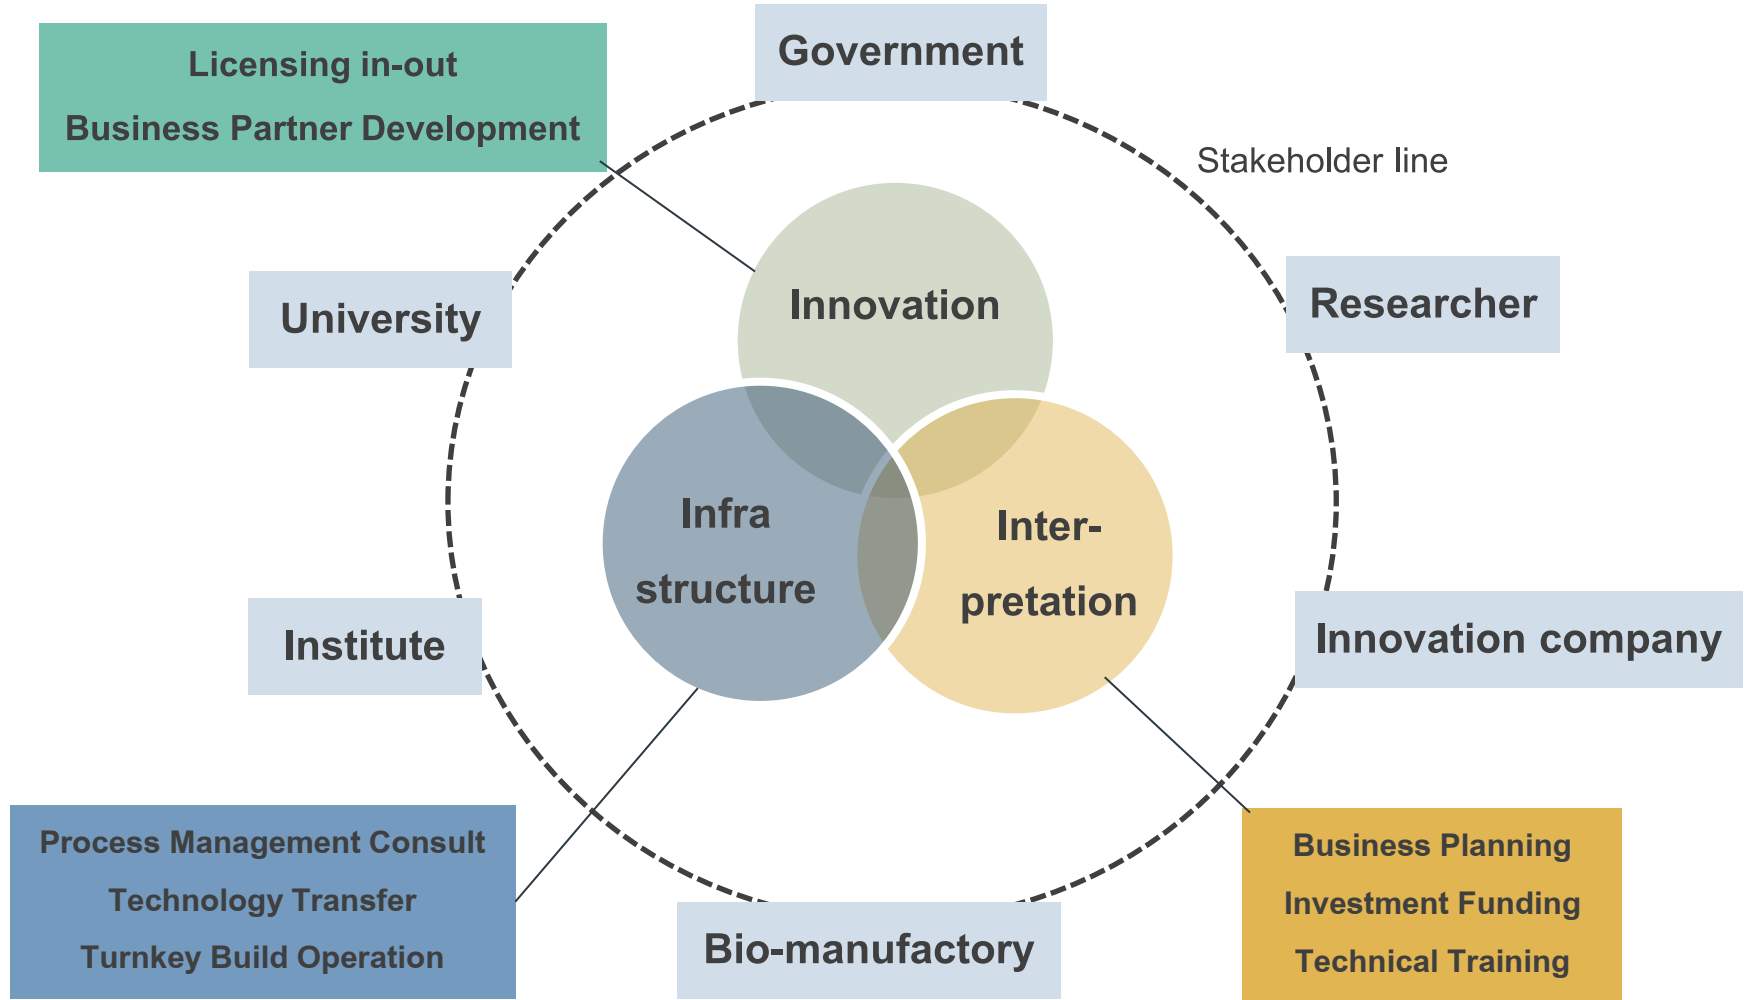 Government
Licensing in-out
Business Partner Development
Stakeholder line
University
Innovation
Researcher
Infra
structure
Inter-
pretation
Institute
Innovation company
Process Management Consult
Technology Transfer
Turnkey Build Operation
Bio-manufactory
Business Planning
Investment Funding
Technical Training